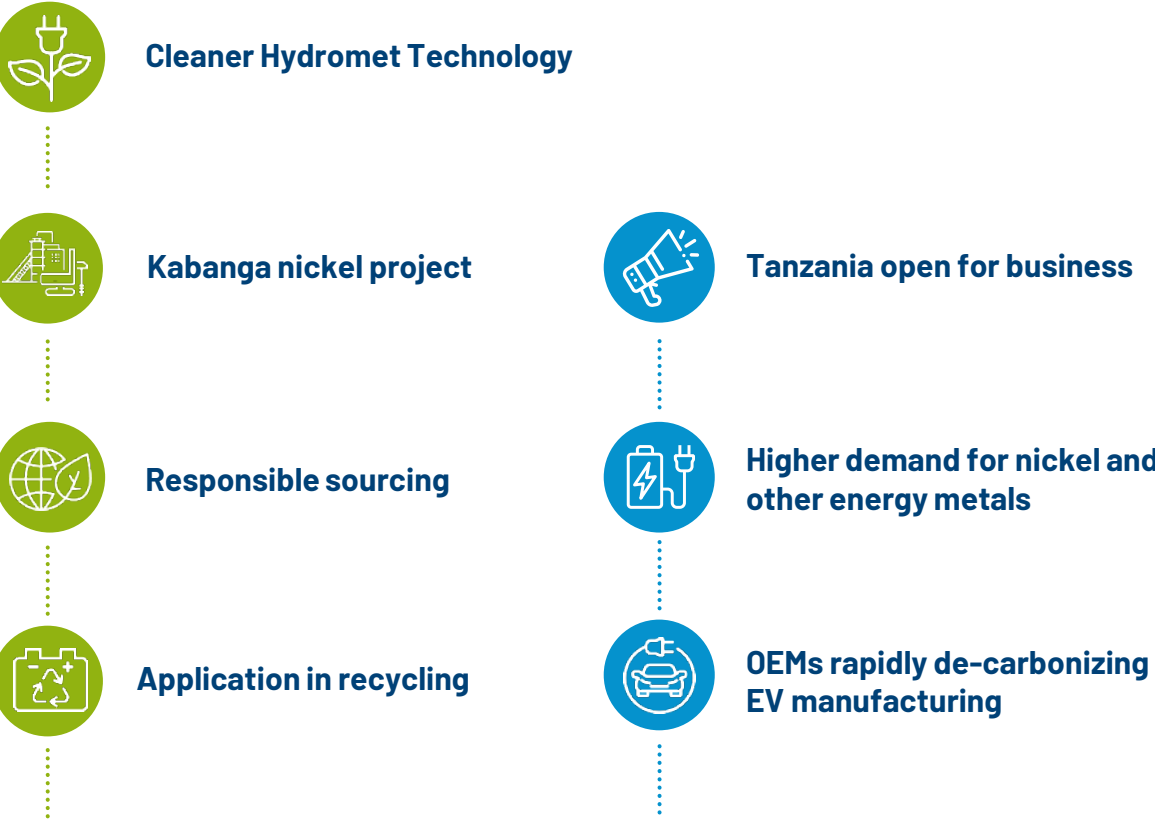 Cleaner Hydromet Technology
Kabanga nickel project
Responsible sourcing
Application in recycling
Tanzania open for business
Higher demand for nickel and
other energy metals
OEMs rapidly de-carbonizing
EV manufacturing